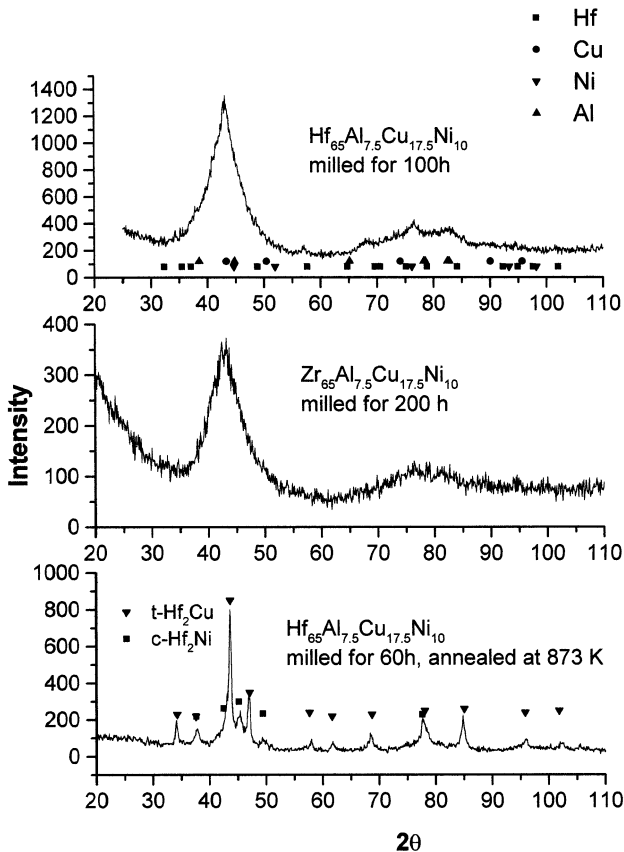 Hf
Cu
Ni
Al
1400
1200
1000
800
600
400
200
0
Hf65Al7.5Cu17.5Ni10
milled for 100h
20 30 40 50 60 70 80 90 100 110
400
300
200
100
0
Zr65Al7.5Cu17.5Ni10
milled for 200 h
Intensity
20 30 40 50 60 70 80 90 100 110
1000
800
600
400
200
0
t-Hf2Cu
c-Hf2Ni
Hf65Al7.5Cu17.5Ni10
milled for 60h, annealed at 873 K
20 30 40 50 60 70 80 90 100 110
2θ